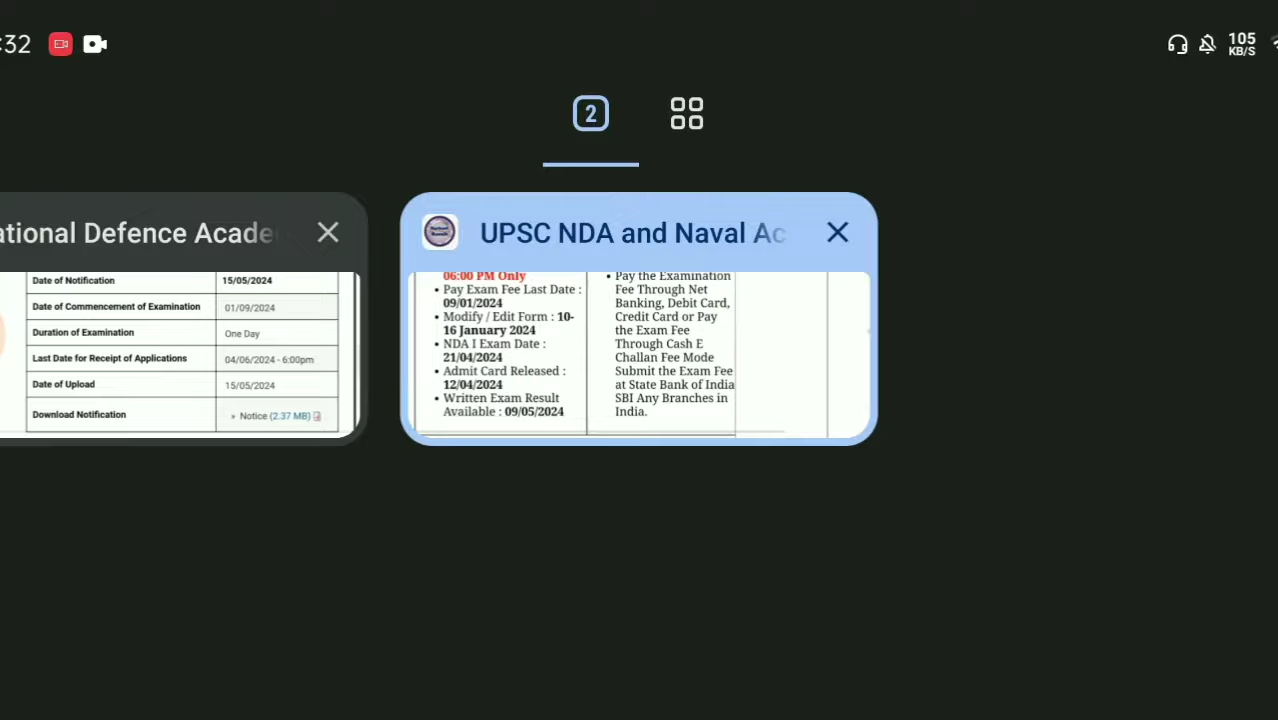 :32
105
KB/S
2
ational Defence Acade
Date of Notification 15/05/2024
Date of Commencement of Examination 01/09/2024
Duration of Examination One Day
Last Date for Receipt of Applications 04/06/2024 - 6:00pm
Date of Upload 15/05/2024
Download Notification » Notice (2.37 MB)
UPSC NDA and Naval Ac
06:00 PM Only
• Pay Exam Fee Last Date :
09/01/2024
• Modify / Edit Form : 10-
16 January 2024
• NDA I Exam Date :
21/04/2024
• Admit Card Released :
12/04/2024
• Written Exam Result
Available : 09/05/2024
• Pay the Examination
Fee Through Net
Banking, Debit Card,
Credit Card or Pay
the Exam Fee
Through Cash E
Challan Fee Mode
Submit the Exam Fee
at State Bank of India
SBI Any Branches in
India.